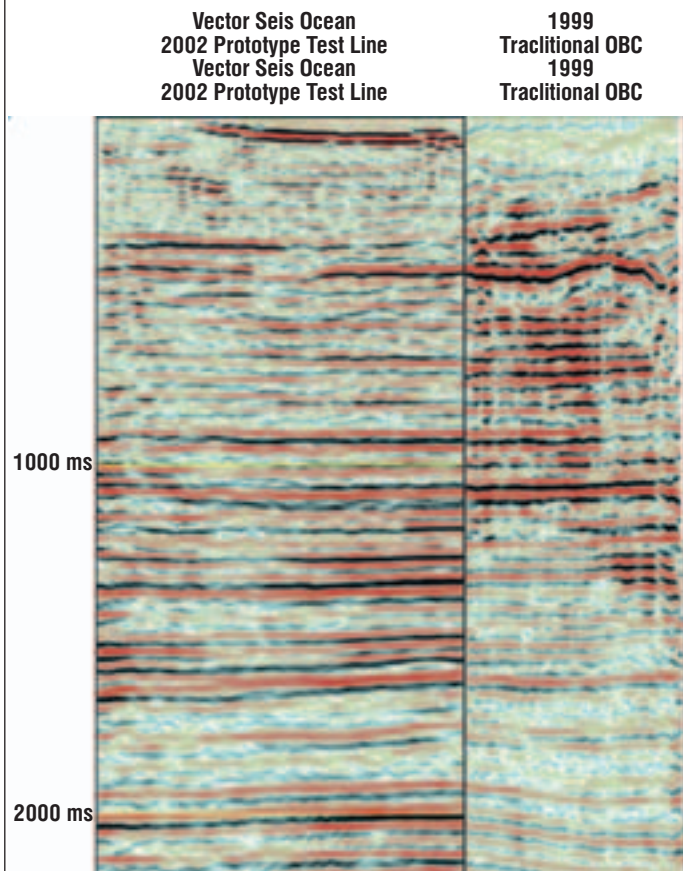 Vector Seis Ocean
2002 Prototype Test Line
Vector Seis Ocean
2002 Prototype Test Line
1999
Traclitional OBC
1999
Traclitional OBC
1000 ms
2000 ms